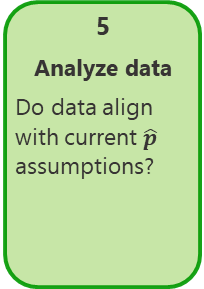 5
Analyze data
Do data align
with current p̂
assumptions?